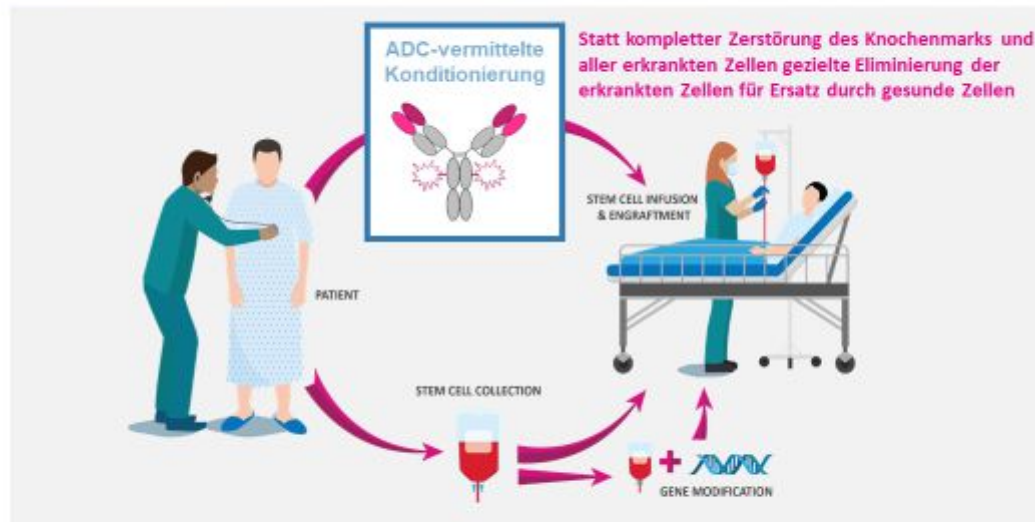 ADC-vermittelte
Konditionierung
Statt kompletter Zerstörung des Knochenmarks und
aller erkrankten Zellen gezielte Eliminierung der
erkrankten Zellen für Ersatz durch gesunde Zellen
STEM CELL INFUSION
& ENGRAFTMENT
PATIENT
STEM CELL COLLECTION
GENE MODIFICATION